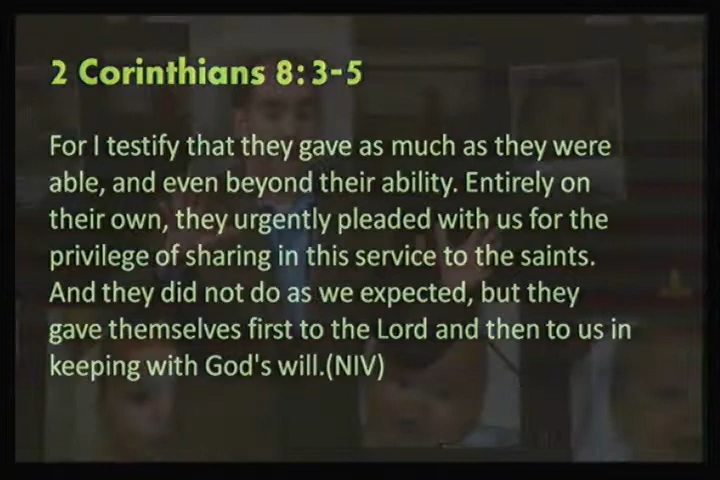 2 Corinthians 8:3-5
For I testify that they gave as much as they were
able, and even beyond their ability. Entirely on
their own, they urgently pleaded with us for the
privilege of sharing in this service to the saints.
And they did not do as we expected, but they
gave themselves first to the Lord and then to us in
keeping with God's will.(NIV)